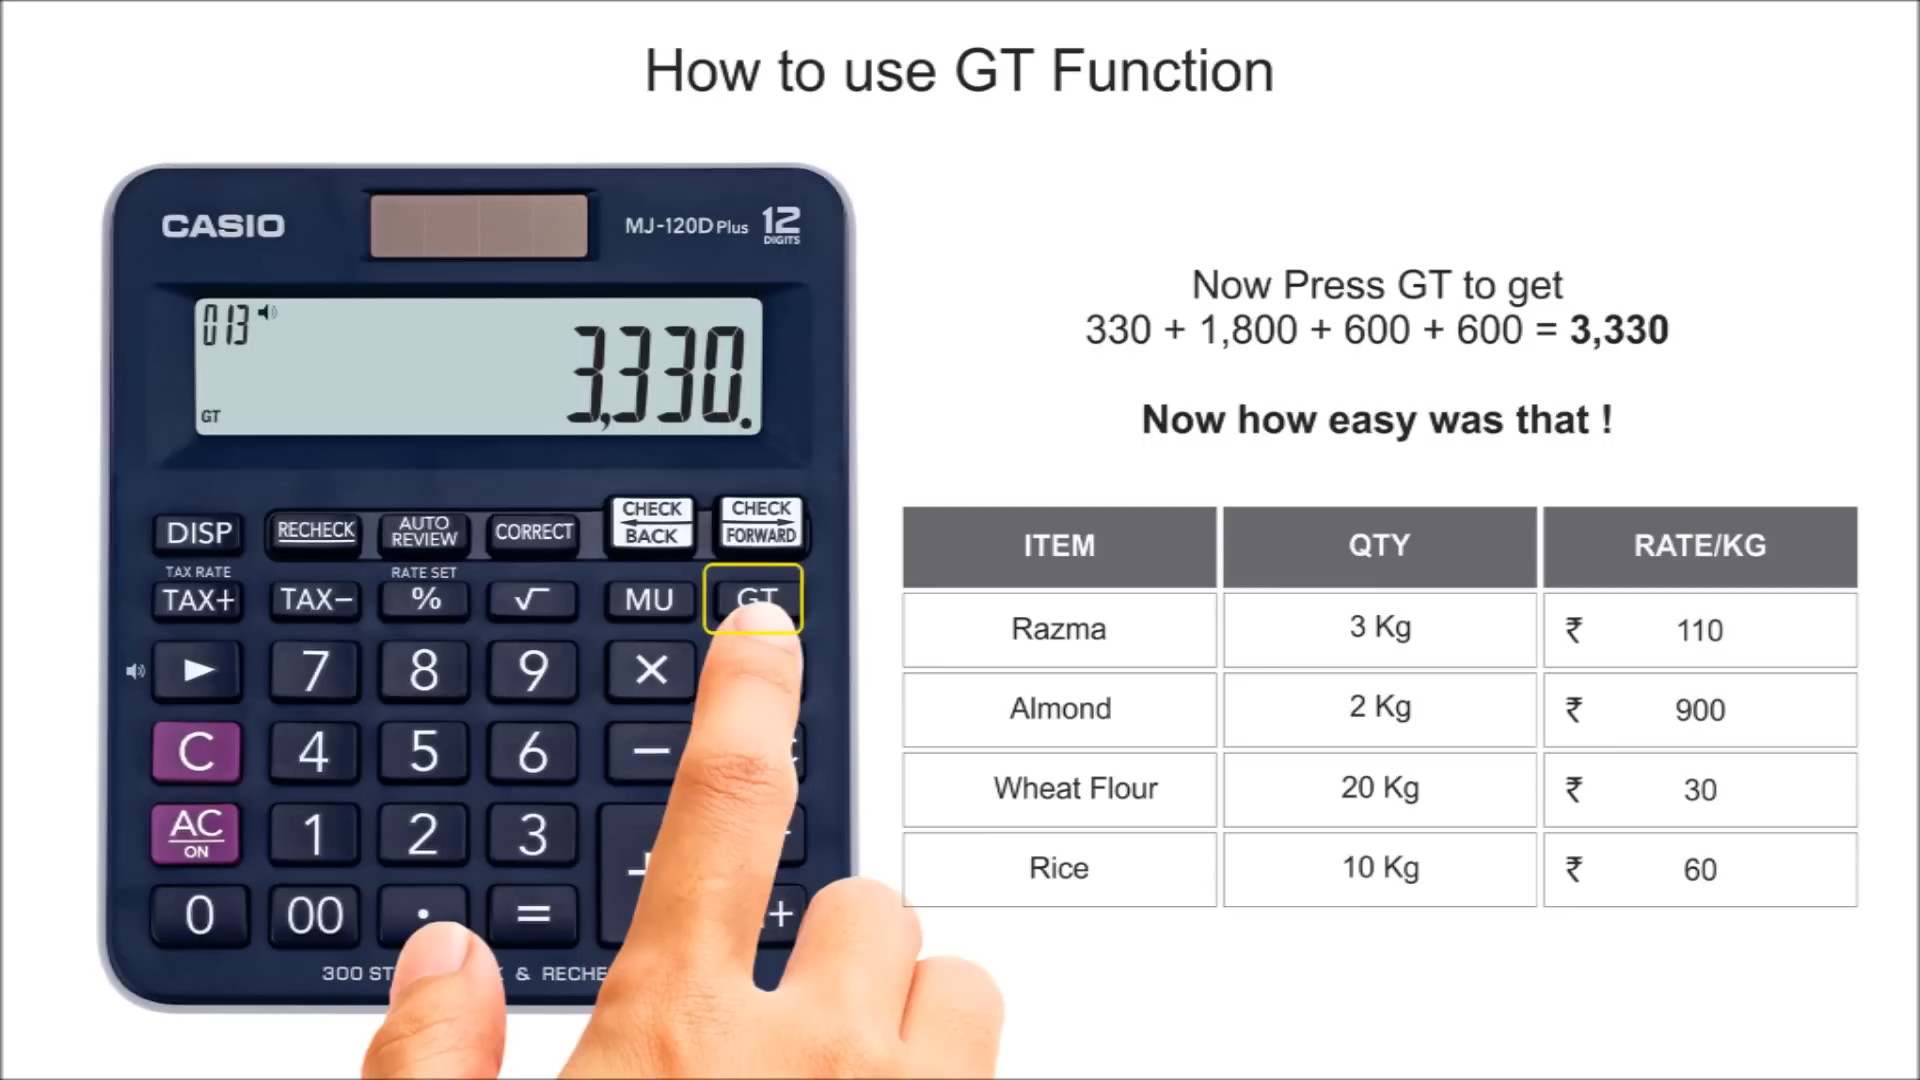 How to use GT Function
CASIO
MJ-120D Plus 12 DIGITS
013
3,330.
GT
Now Press GT to get
330 + 1,800 + 600 + 600 = 3,330
Now how easy was that !
DISP RECHECK AUTO REVIEW CORRECT CHECK BACK CHECK FORWARD
TAX RATE RATE SET
TAX+ TAX− % √ MU GT
▶ 7 8 9 ×
C 4 5 6 −
AC ON 1 2 3
0 00 · = +
300 & 
ITEM QTY RATE/KG
Razma 3 Kg ₹ 110
Almond 2 Kg ₹ 900
Wheat Flour 20 Kg ₹ 30
Rice 10 Kg ₹ 60